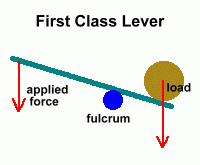 First Class Lever
applied
force
load
fulcrum